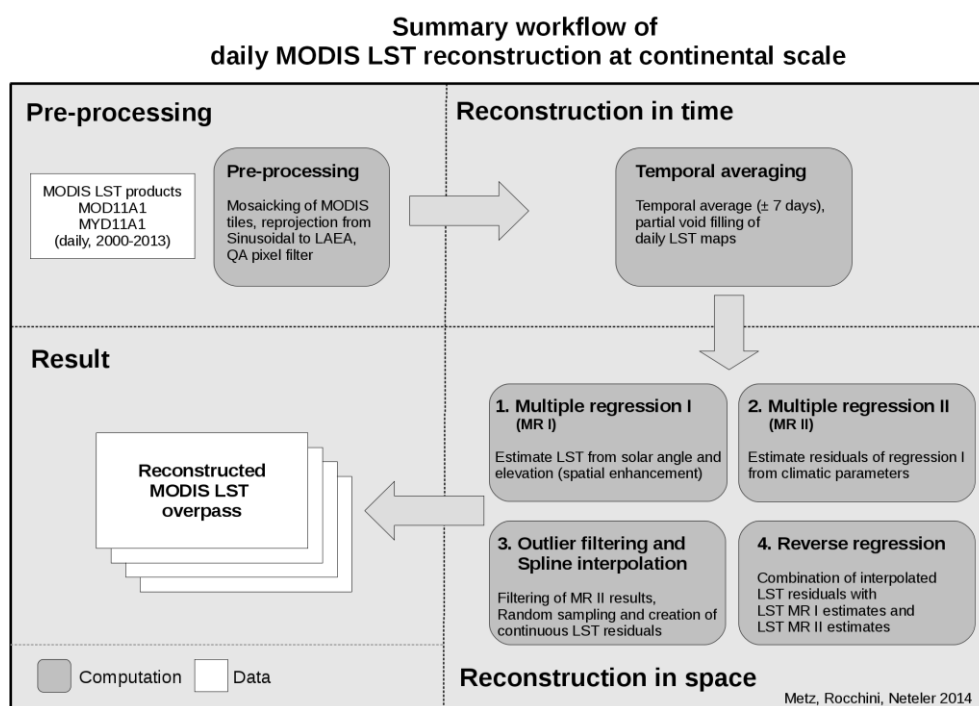 Summary workflow of
daily MODIS LST reconstruction at continental scale
Pre-processing
MODIS LST products
MOD11A1
MYD11A1
(daily, 2000-2013)
Pre-processing
Mosaicking of MODIS
tiles, reprojection from
Sinusoidal to LAEA,
QA pixel filter
Reconstruction in time
Temporal averaging
Temporal average (± 7 days),
partial void filling of
daily LST maps
1. Multiple regression I
(MR I)
Estimate LST from solar angle and
elevation (spatial enhancement)
2. Multiple regression II
(MR II)
Estimate residuals of regression I
from climatic parameters
3. Outlier filtering and
Spline interpolation
Filtering of MR II results,
Random sampling and creation of
continuous LST residuals
4. Reverse regression
Combination of interpolated
LST residuals with
LST MR I estimates and
LST MR II estimates
Reconstruction in space
Result
Reconstructed
MODIS LST
overpass
Computation
Data
Metz, Rocchini, Neteler 2014